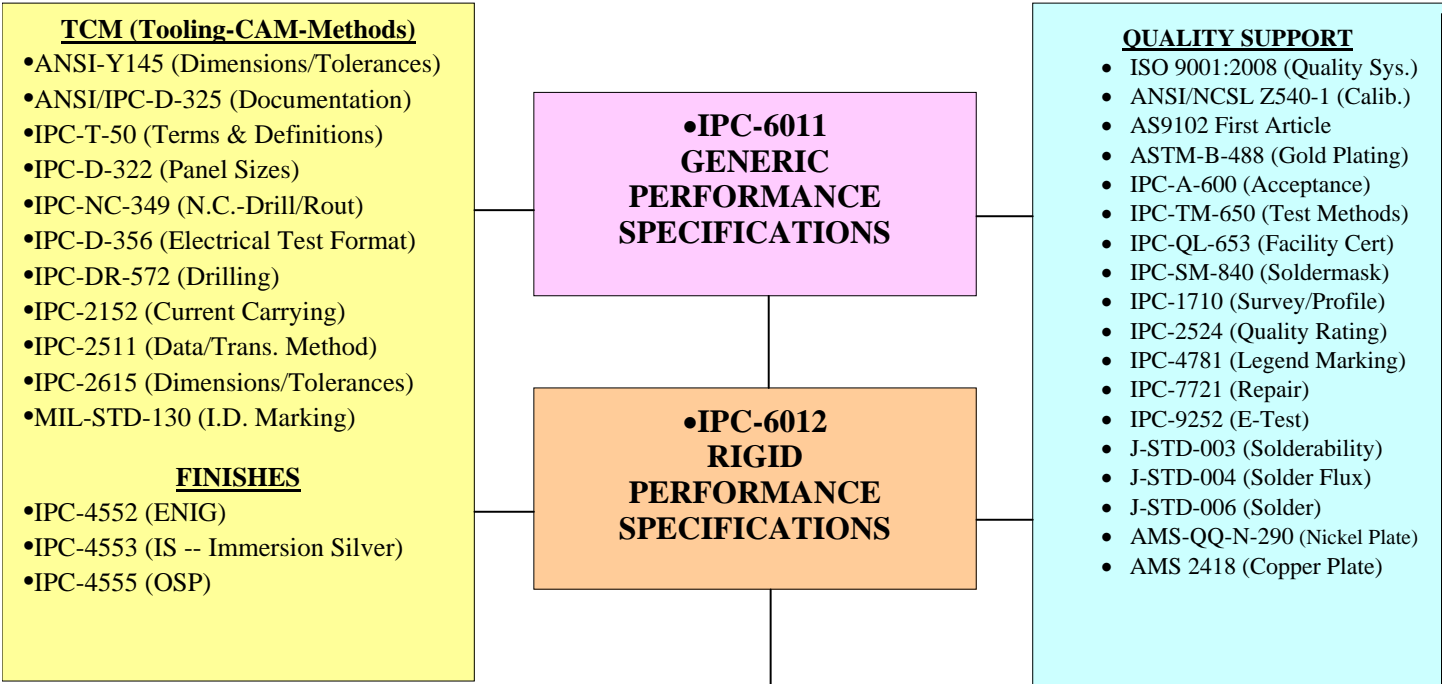 TCM (Tooling-CAM-Methods)
•ANSI-Y145 (Dimensions/Tolerances)
•ANSI/IPC-D-325 (Documentation)
•IPC-T-50 (Terms & Definitions)
•IPC-D-322 (Panel Sizes)
•IPC-NC-349 (N.C.-Drill/Rout)
•IPC-D-356 (Electrical Test Format)
•IPC-DR-572 (Drilling)
•IPC-2152 (Current Carrying)
•IPC-2511 (Data/Trans. Method)
•IPC-2615 (Dimensions/Tolerances)
•MIL-STD-130 (I.D. Marking)
FINISHES
•IPC-4552 (ENIG)
•IPC-4553 (IS -- Immersion Silver)
•IPC-4555 (OSP)
•IPC-6011
GENERIC
PERFORMANCE
SPECIFICATIONS
•IPC-6012
RIGID
PERFORMANCE
SPECIFICATIONS
QUALITY SUPPORT
• ISO 9001:2008 (Quality Sys.)
• ANSI/NCSL Z540-1 (Calib.)
• AS9102 First Article
• ASTM-B-488 (Gold Plating)
• IPC-A-600 (Acceptance)
• IPC-TM-650 (Test Methods)
• IPC-QL-653 (Facility Cert)
• IPC-SM-840 (Soldermask)
• IPC-1710 (Survey/Profile)
• IPC-2524 (Quality Rating)
• IPC-4781 (Legend Marking)
• IPC-7721 (Repair)
• IPC-9252 (E-Test)
• J-STD-003 (Solderability)
• J-STD-004 (Solder Flux)
• J-STD-006 (Solder)
• AMS-QQ-N-290 (Nickel Plate)
• AMS 2418 (Copper Plate)